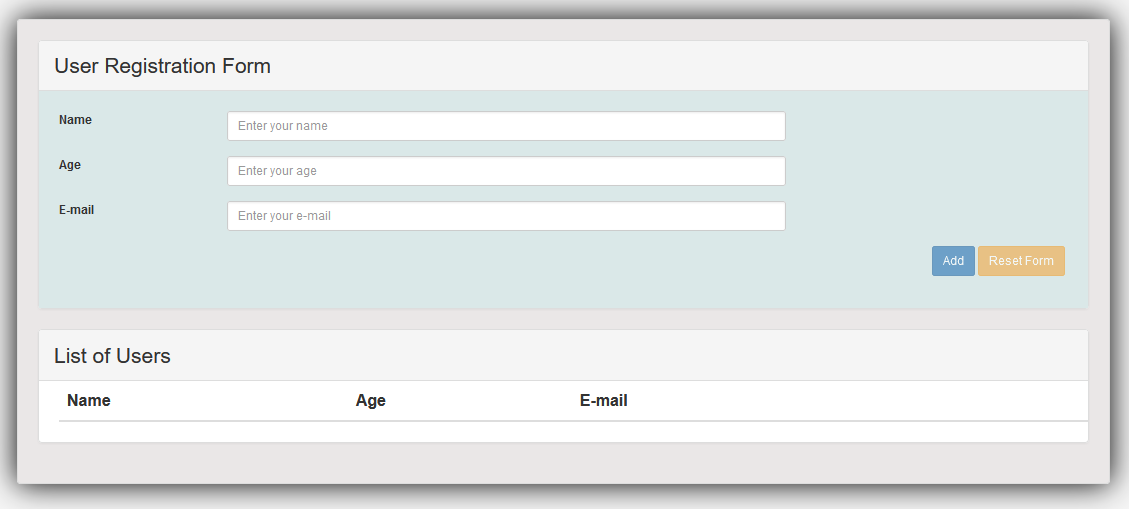 User Registration Form
Name
Enter your name
Age
Enter your age
E-mail
Enter your e-mail
Add Reset Form
List of Users
Name Age E-mail